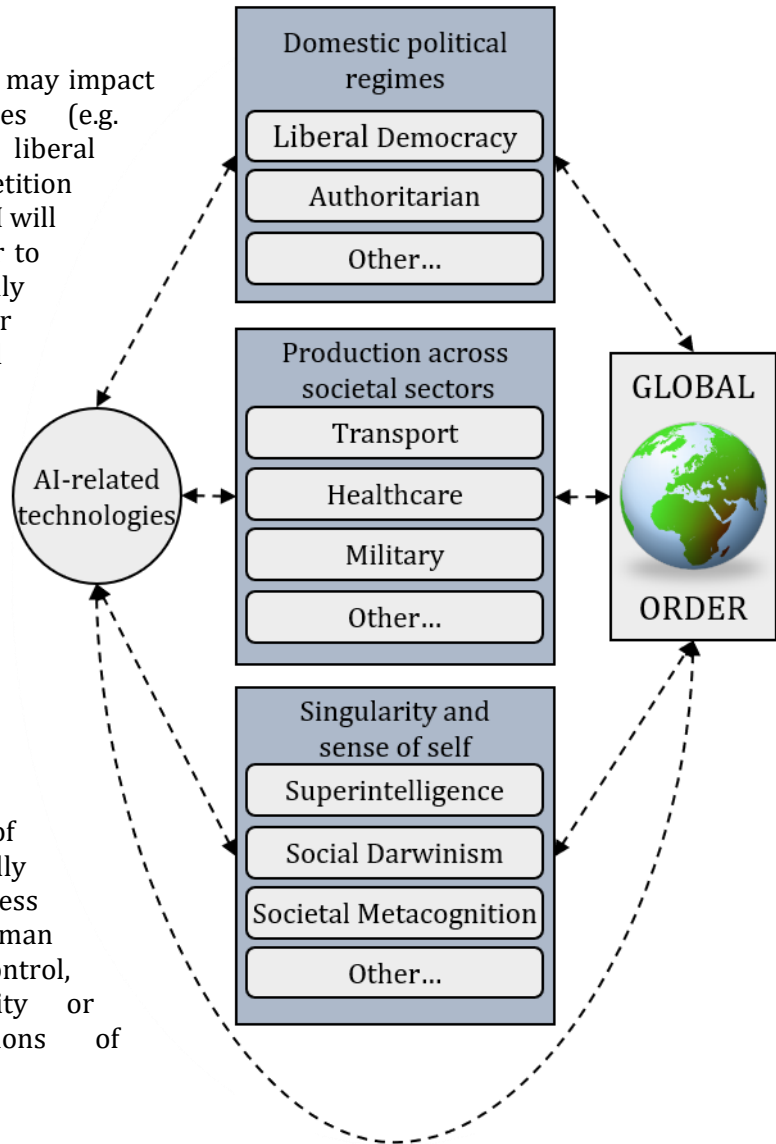 may impact
es (e.g.
liberal
etition
I will
r to
lly
r
Domestic political
regimes
Liberal Democracy
Authoritarian
Other...
Production across
societal sectors
Transport
Healthcare
Military
Other...
AI-related
technologies
GLOBAL
ORDER
Singularity and
sense of self
Superintelligence
Social Darwinism
Societal Metacognition
Other...
of
lly
ess
man
ontrol,
ity or
ions of